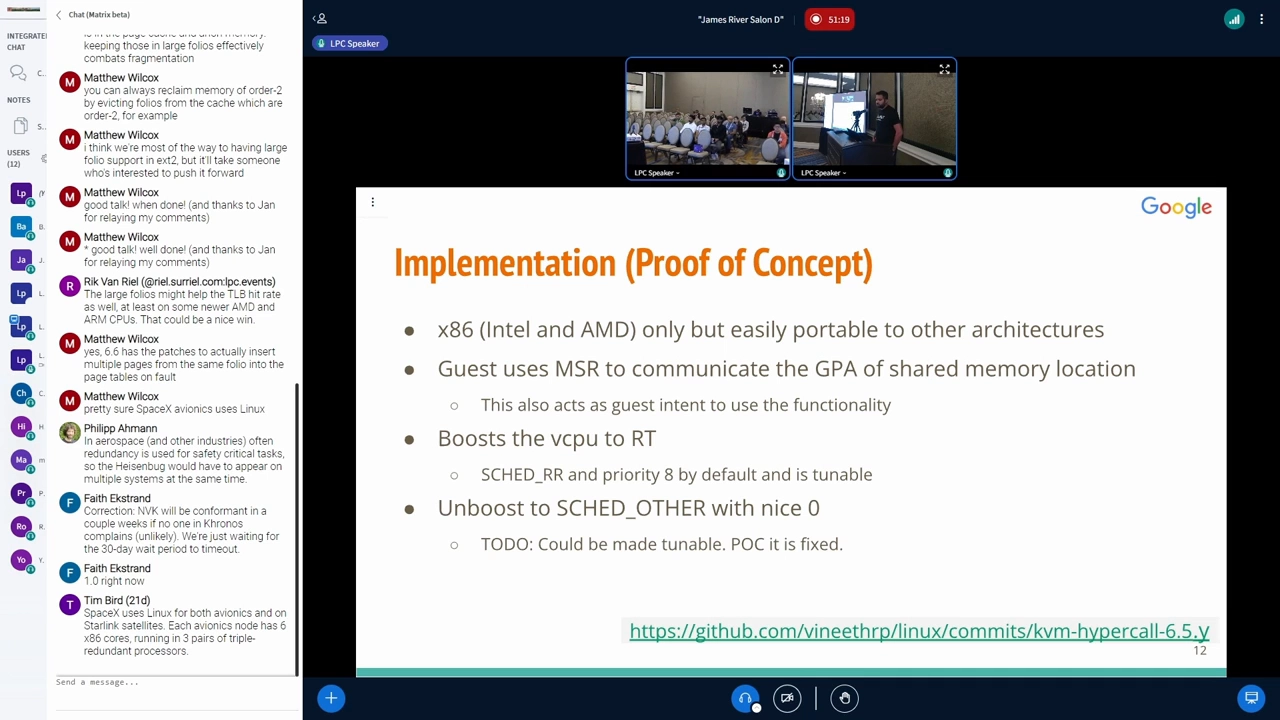 Chat (Matrix beta)
INTEGRATE
CHAT
C...
NOTES
S...
USERS
(12)
Lp
Ba
B.
Ja
J.
Lp
L.
Lp
Lp
L.
Ch
C.
Hi
H.
Ma
m
Pr
P.
Ro
R.
Yo
Y.
keeping those in large folios effectively
combats fragmentation
M
Matthew Wilcox
you can always reclaim memory of order-2
by evicting folios from the cache which are
order-2, for example
M
Matthew Wilcox
i think we're most of the way to having large
folio support in ext2, but it'll take someone
who's interested to push it forward
M
Matthew Wilcox
good talk! when done! (and thanks to Jan
for relaying my comments)
M
Matthew Wilcox
* good talk! well done! (and thanks to Jan
for relaying my comments)
R
Rik Van Riel (@riel.surriel.com:lpc.events)
The large folios might help the TLB hit rate
as well, at least on some newer AMD and
ARM CPUs. That could be a nice win.
M
Matthew Wilcox
yes, 6.6 has the patches to actually insert
multiple pages from the same folio into the
page tables on fault
M
Matthew Wilcox
pretty sure SpaceX avionics uses Linux
Philipp Ahmann
In aerospace (and other industries) often
redundancy is used for safety critical tasks,
so the Heisenbug would have to appear on
multiple systems at the same time.
F
Faith Ekstrand
Correction: NVK will be conformant in a
couple weeks if no one in Khronos
complains (unlikely). We're just waiting for
the 30-day wait period to timeout.
F
Faith Ekstrand
1.0 right now
T
Tim Bird (21d)
SpaceX uses Linux for both avionics and on
Starlink satellites. Each avionics node has 6
x86 cores, running in 3 pairs of triple-
redundant processors.
Send a message...
"James River Salon D"
51:19
LPC Speaker
LPC Speaker
LPC Speaker
Google
Implementation (Proof of Concept)
● x86 (Intel and AMD) only but easily portable to other architectures
● Guest uses MSR to communicate the GPA of shared memory location
○ This also acts as guest intent to use the functionality
● Boosts the vcpu to RT
○ SCHED_RR and priority 8 by default and is tunable
● Unboost to SCHED_OTHER with nice 0
○ TODO: Could be made tunable. POC it is fixed.
https://github.com/vineethrp/linux/commits/kvm-hypercall-6.5.y
12